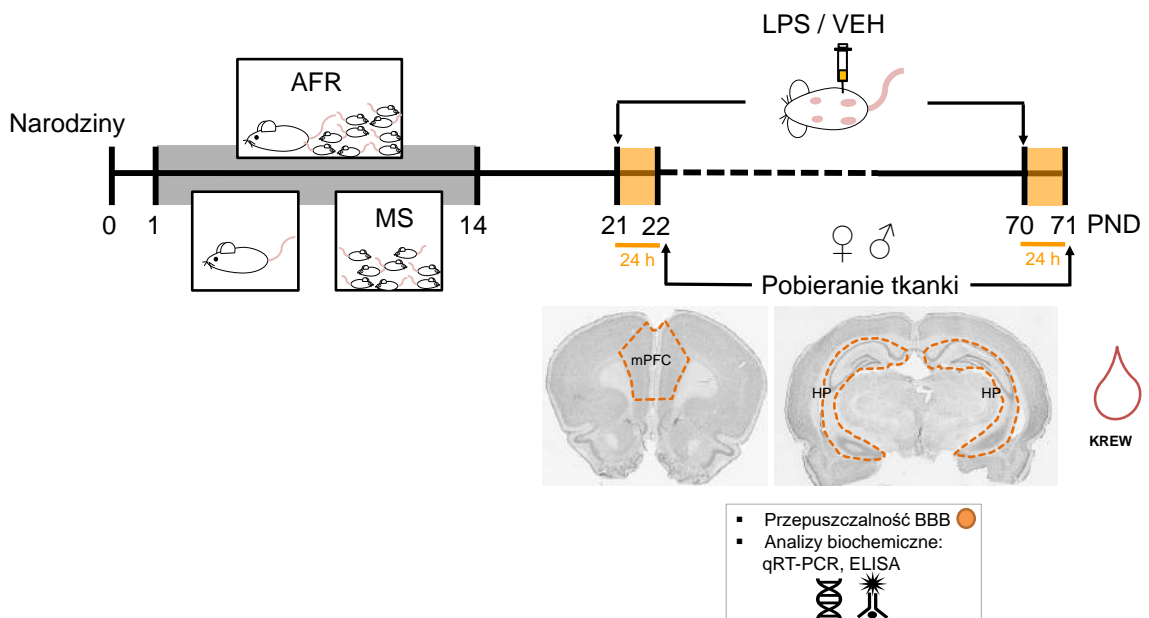 LPS / VEH
AFR
Narodziny
MS
0 1 14 21 22 70 71 PND
24 h 24 h
♀ ♂
Pobieranie tkanki
mPFC
HP HP
KREW
▪ Przepuszczalność BBB
▪ Analizy biochemiczne:
qRT-PCR, ELISA